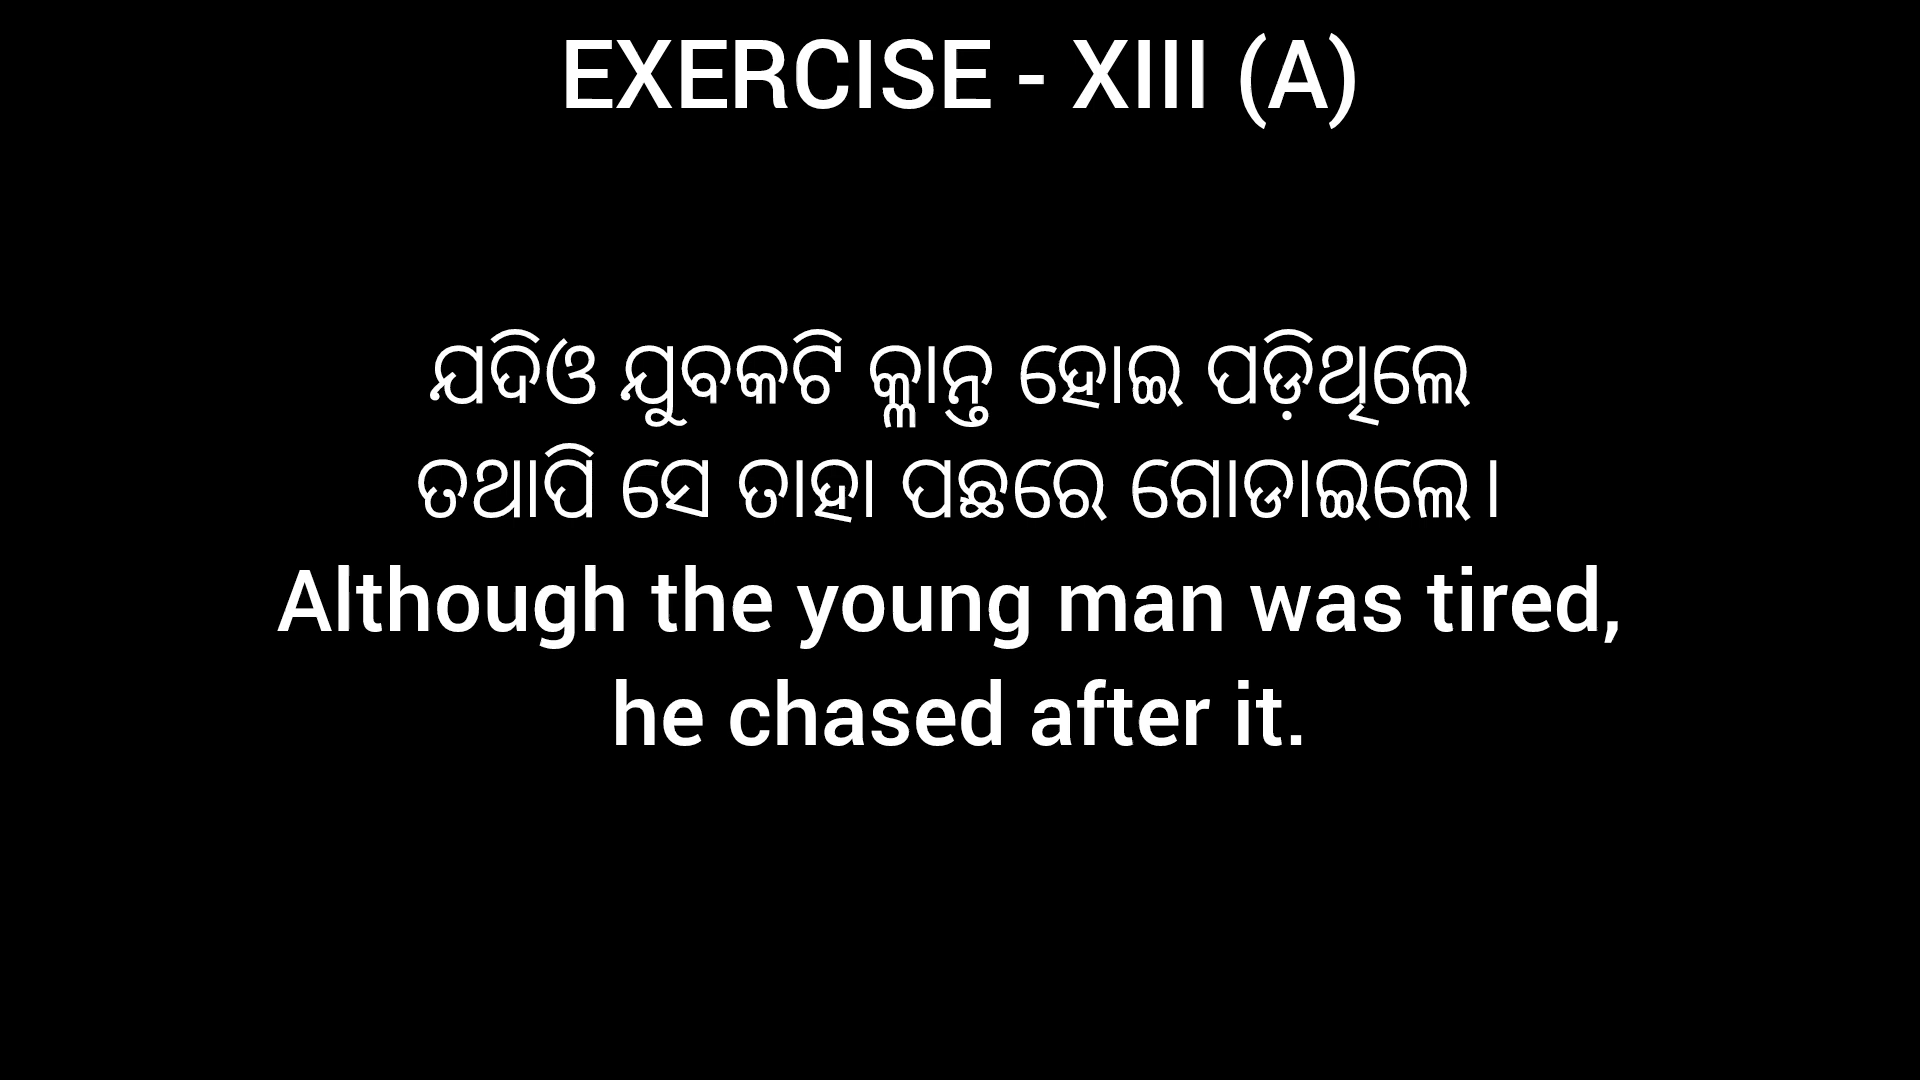 EXERCISE - XIII (A)
ଯଦିଓ ଯୁବକଟି କ୍ଳାନ୍ତ ହୋଇ ପଡ଼ିଥିଲେ
ତଥାପି ସେ ତାହା ପଛରେ ଗୋଡାଇଲେ।
Although the young man was tired,
he chased after it.